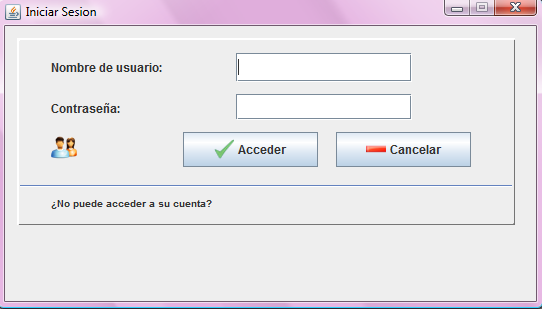 Iniciar Sesion
Nombre de usuario:
Contraseña:
Acceder
Cancelar
¿No puede acceder a su cuenta?